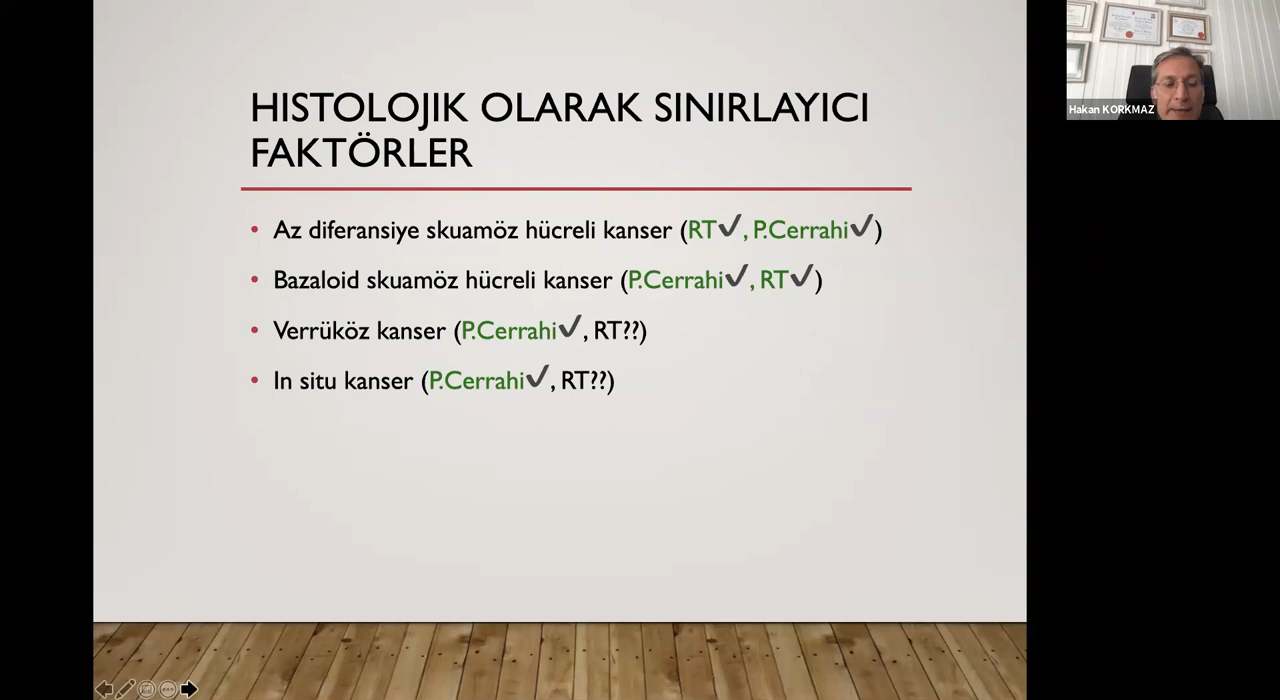 HISTOLOJIK OLARAK SINIRLAYICI
FAKTÖRLER
• Az diferansiye skuamöz hücreli kanser (RT✔, P.Cerrahi✔)
• Bazaloid skuamöz hücreli kanser (P.Cerrahi✔, RT✔)
• Verrüköz kanser (P.Cerrahi✔, RT??)
• In situ kanser (P.Cerrahi✔, RT??)
Hakan KORKMAZ